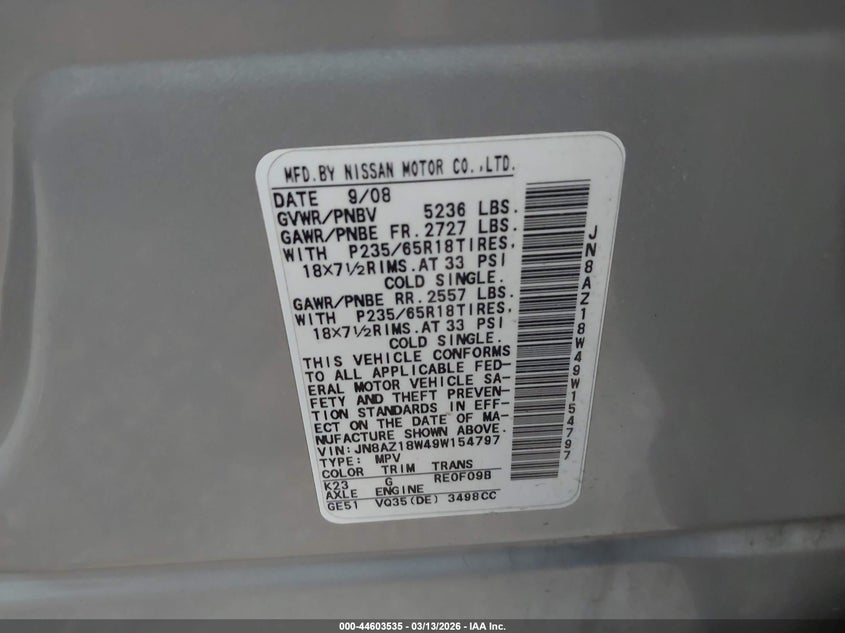 MFD.BY NISSAN MOTOR CO.,LTD.
DATE 9/08
GVWR/PNBV 5236 LBS.
GAWR/PNBE FR.2727 LBS.
WITH P235/65R18TIRES,
18×7½RIMS.AT 33 PSI
COLD SINGLE.
GAWR/PNBE RR.2557 LBS.
WITH P235/65R18TIRES,
18×7½RIMS.AT 33 PSI
COLD SINGLE.
THIS VEHICLE CONFORMS
TO ALL APPLICABLE FED-
ERAL MOTOR VEHICLE SA-
FETY AND THEFT PREVEN-
TION STANDARDS IN EFF-
ECT ON THE DATE OF MA-
NUFACTURE SHOWN ABOVE.
VIN:JN8AZ18W49W154797
TYPE: MPV
COLOR TRIM TRANS
K23 G RE0F09B
AXLE ENGINE
GE51 VQ35(DE) 3498CC
JN8AZ18W49W154797
000-44603535 - 03/13/2026 - IAA Inc.